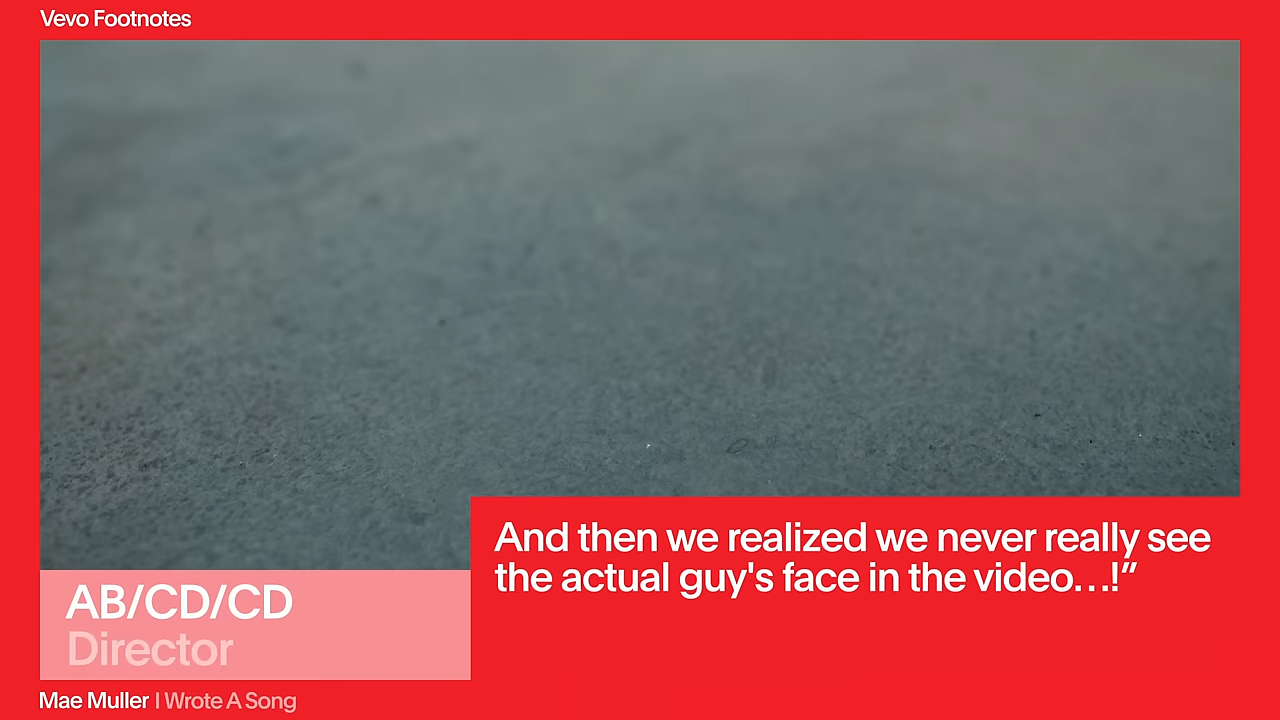 Vevo Footnotes
And then we realized we never really see
the actual guy's face in the video…!”
AB/CD/CD
Director
Mae Muller | I Wrote A Song